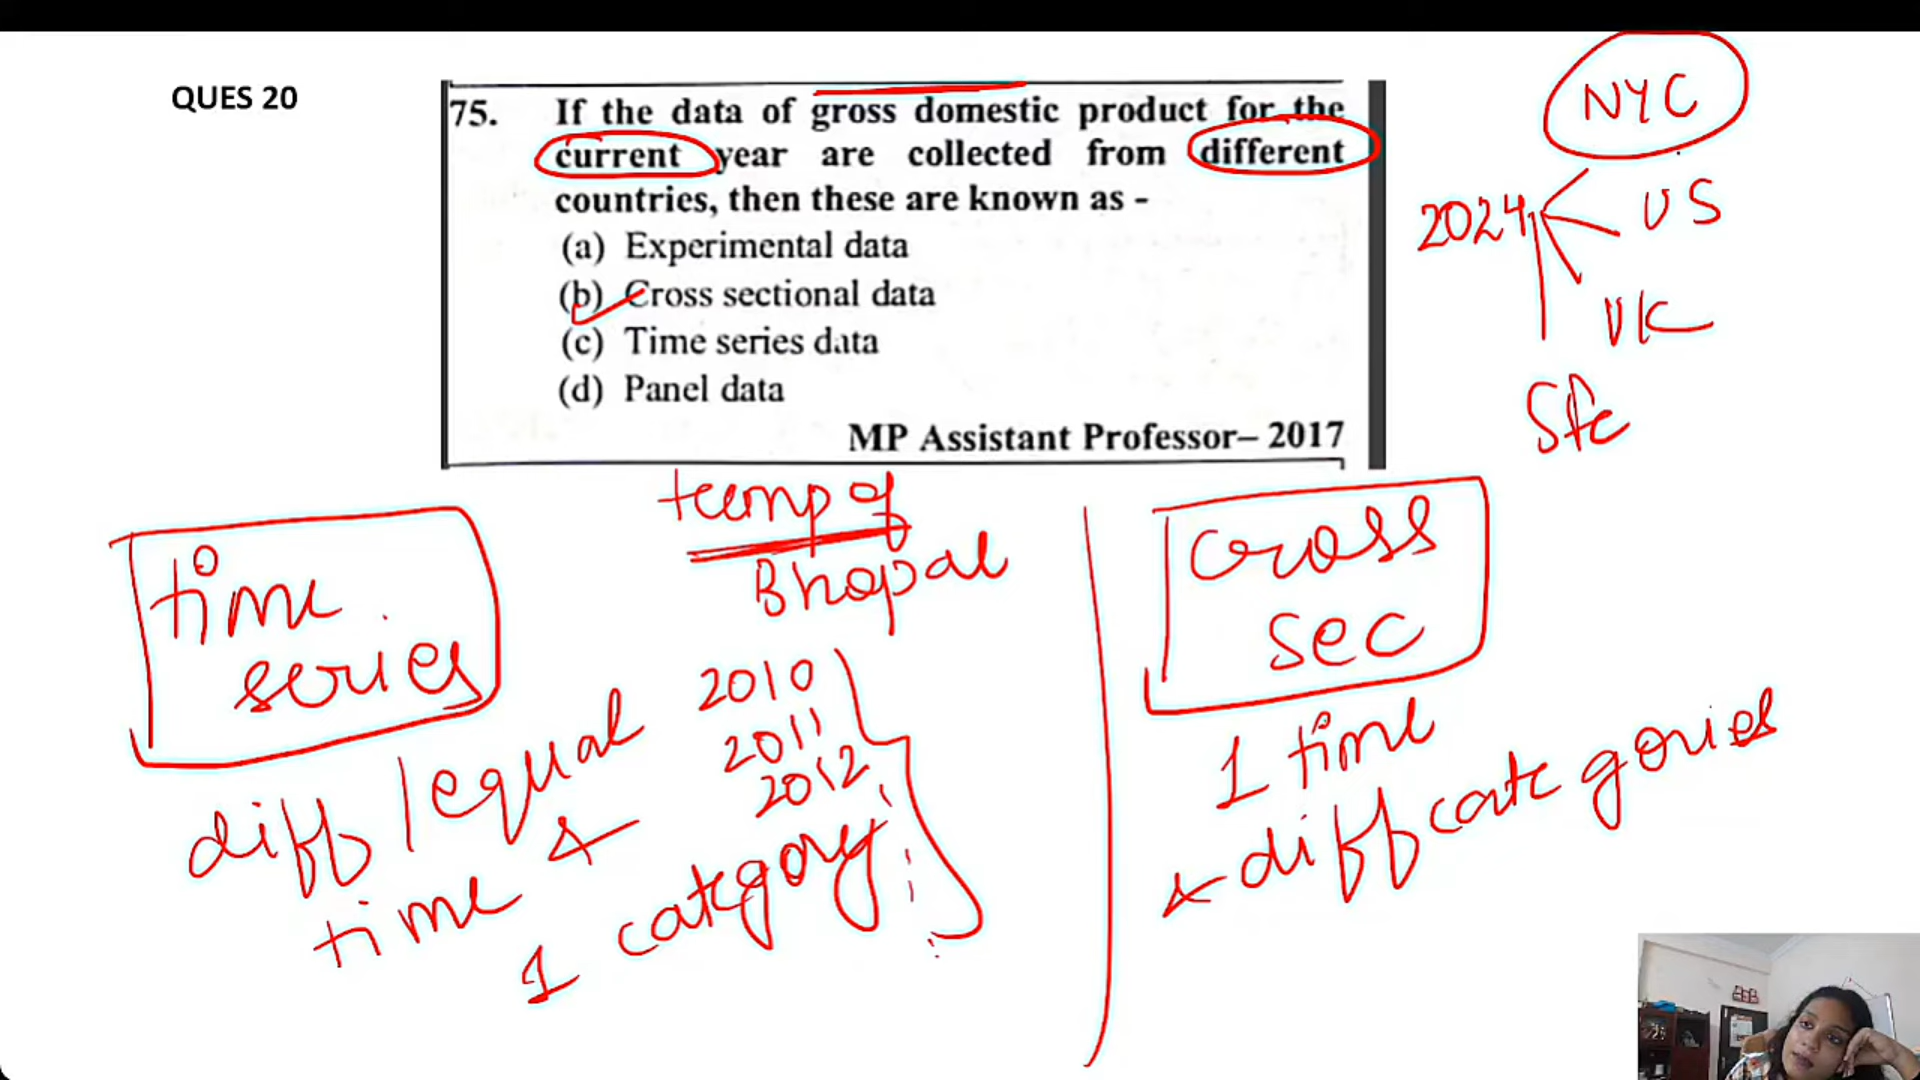 QUES 20
75. If the data of gross domestic product for the
current year are collected from different
countries, then these are known as -
(a) Experimental data
(b) Cross sectional data
(c) Time series data
(d) Panel data
MP Assistant Professor– 2017
NYC
2024 US
UK
temp of
Bhopal
time
series
2010
2011
2012
diff / equal
time &
1 category
cross
sec
1 time
& diff categories